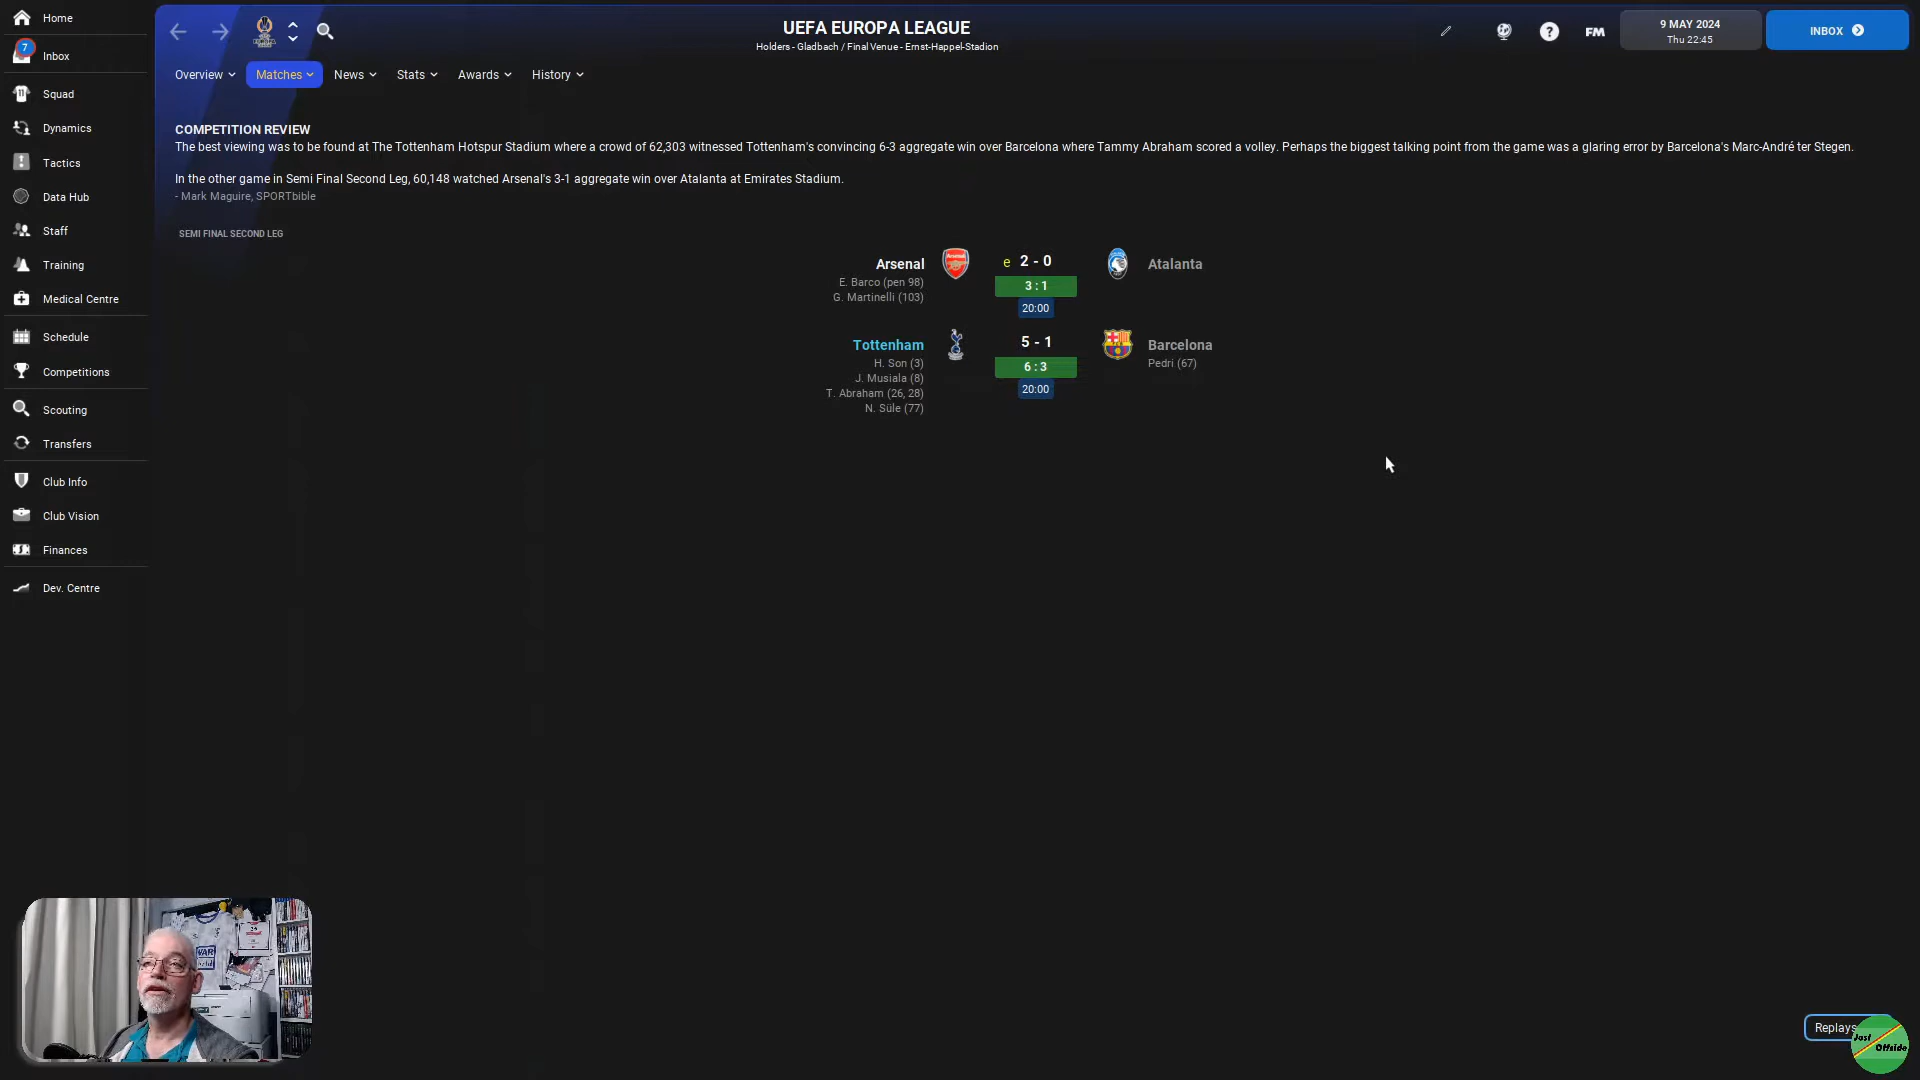 Home
7
Inbox
Squad
Dynamics
Tactics
Data Hub
Staff
Training
Medical Centre
Schedule
Competitions
Scouting
Transfers
Club Info
Club Vision
Finances
Dev. Centre
UEFA EUROPA LEAGUE
Holders - Gladbach / Final Venue - Ernst-Happel-Stadion
?
FM
9 MAY 2024
Thu 22:45
INBOX
Overview Matches News Stats Awards History
COMPETITION REVIEW
The best viewing was to be found at The Tottenham Hotspur Stadium where a crowd of 62,303 witnessed Tottenham's convincing 6-3 aggregate win over Barcelona where Tammy Abraham scored a volley. Perhaps the biggest talking point from the game was a glaring error by Barcelona's Marc-André ter Stegen.
In the other game in Semi Final Second Leg, 60,148 watched Arsenal's 3-1 aggregate win over Atalanta at Emirates Stadium.
- Mark Maguire, SPORTbible
SEMI FINAL SECOND LEG
Arsenal e 2 - 0 Atalanta
E. Barco (pen 98)
G. Martinelli (103)
3 : 1
20:00
Tottenham 5 - 1 Barcelona
H. Son (3)
J. Musiala (8)
T. Abraham (26, 28)
N. Süle (77)
6 : 3
20:00
Pedri (67)
VAR
Replays
Just
Offside